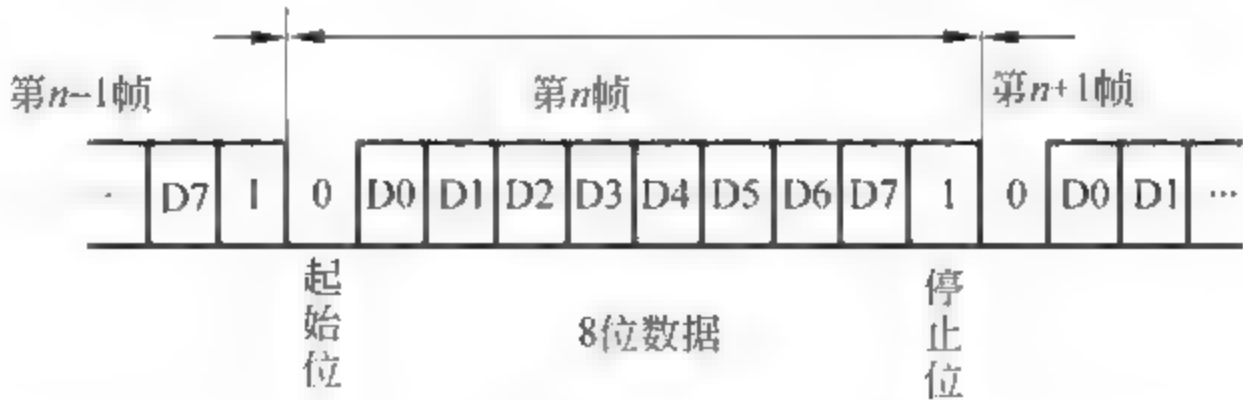 第n-1帧 第n帧 第n+1帧
· D7 1 0 D0 D1 D2 D3 D4 D5 D6 D7 1 0 D0 D1 ···
起始位 8位数据 停止位